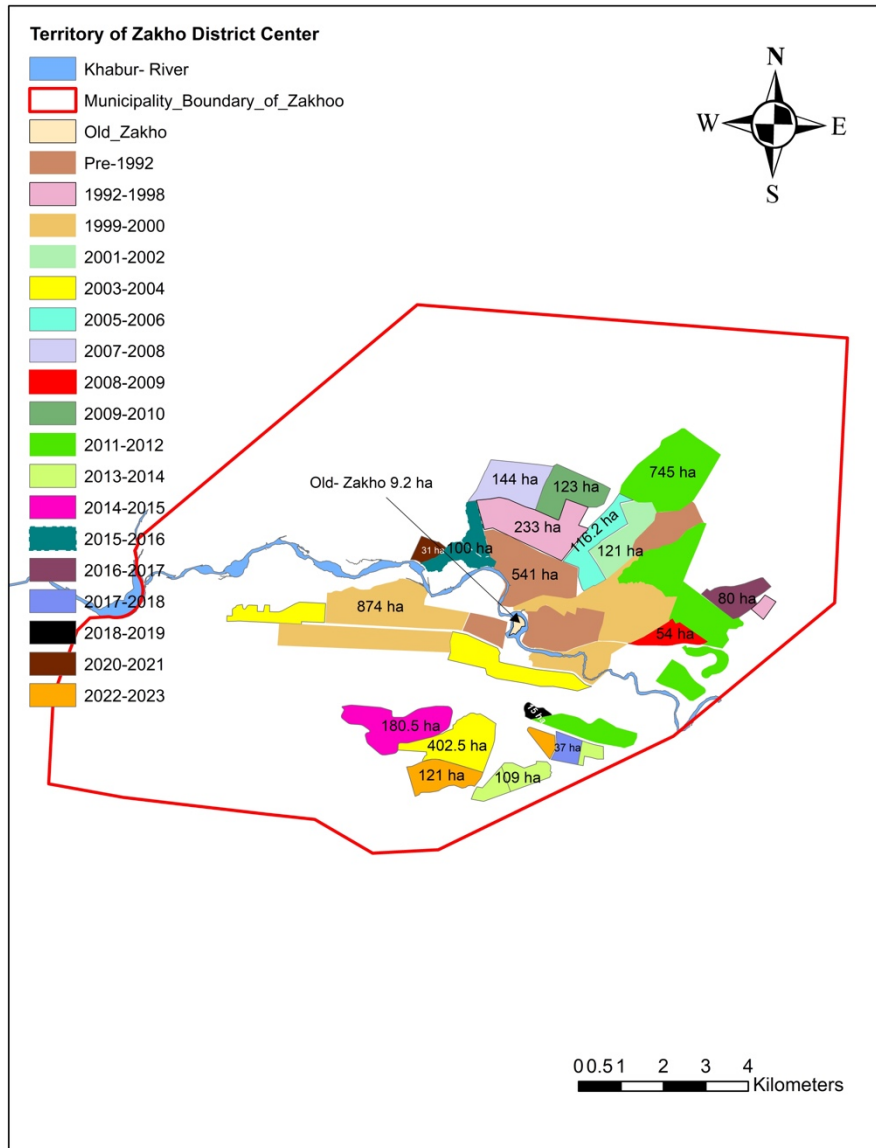 Territory of Zakho District Center
Khabur- River
Municipality_Boundary_of_Zakhoo
Old_Zakho
Pre-1992
1992-1998
1999-2000
2001-2002
2003-2004
2005-2006
2007-2008
2008-2009
2009-2010
2011-2012
2013-2014
2014-2015
2015-2016
2016-2017
2017-2018
2018-2019
2020-2021
2022-2023
N
W
E
S
745 ha
144 ha
123 ha
Old- Zakho 9.2 ha
233 ha
116.2 ha
31 ha
100 ha
121 ha
541 ha
874 ha
80 ha
54 ha
180.5 ha
402.5 ha
37 ha
121 ha
109 ha
0 0.5 1 2 3 4
Kilometers